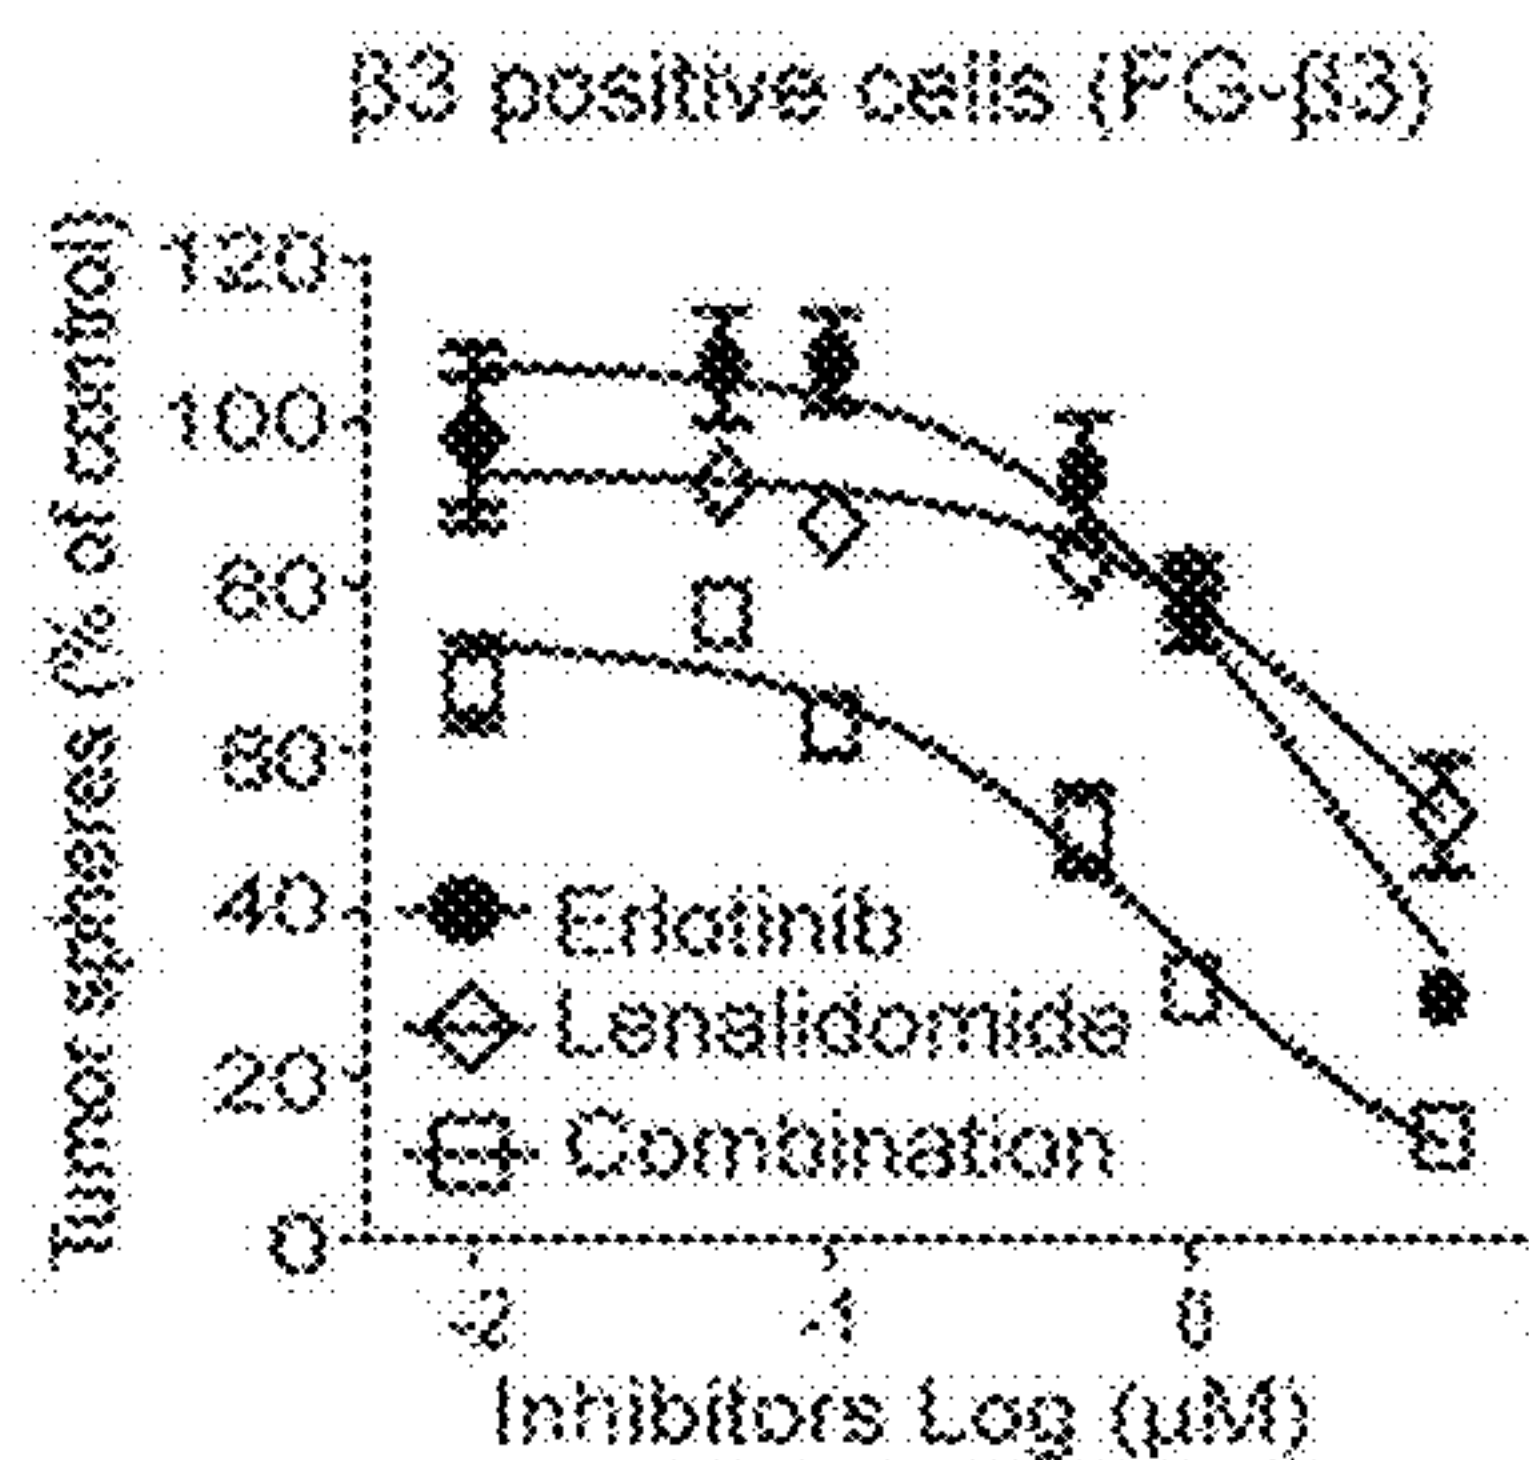 β3 positive cells (FG-β3)
Tumor spheres (% of control)
120
100
80
60
40
20
0
Erlotinib
Lenalidomide
Combination
-2
-1
0
Inhibitors Log (μM)